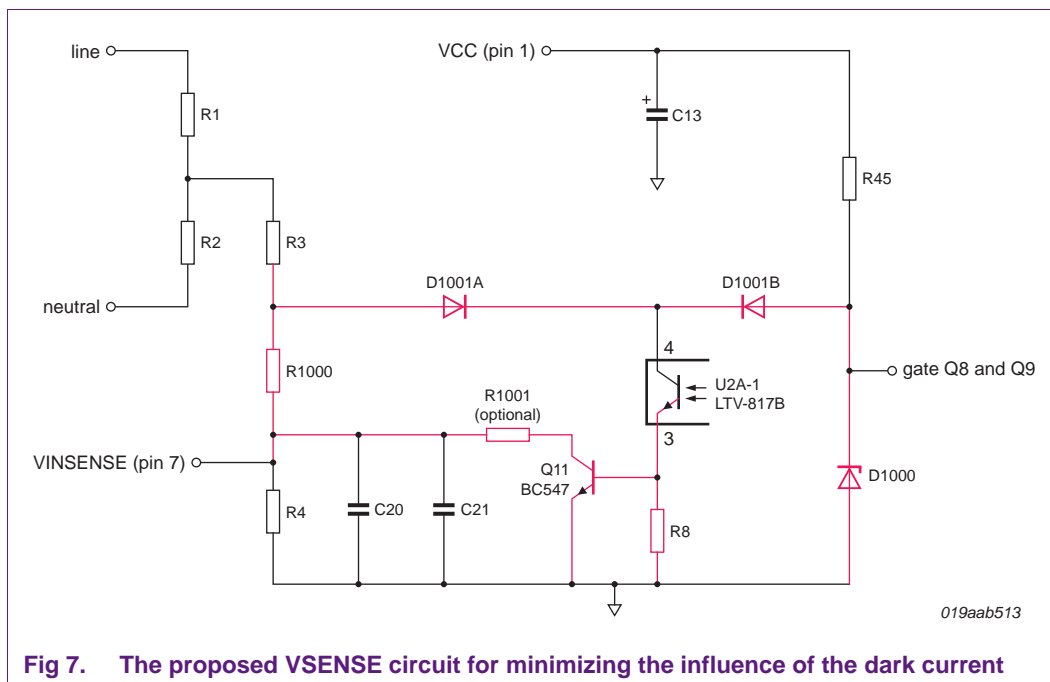 line
VCC (pin 1)
+
R1
C13
R45
R2
R3
neutral
D1001A
D1001B
4
R1000
U2A-1
LTV-817B
gate Q8 and Q9
R1001
(optional)
3
VINSENSE (pin 7)
Q11
BC547
D1000
R4
C20
C21
R8
019aab513
Fig 7. The proposed VSENSE circuit for minimizing the influence of the dark current